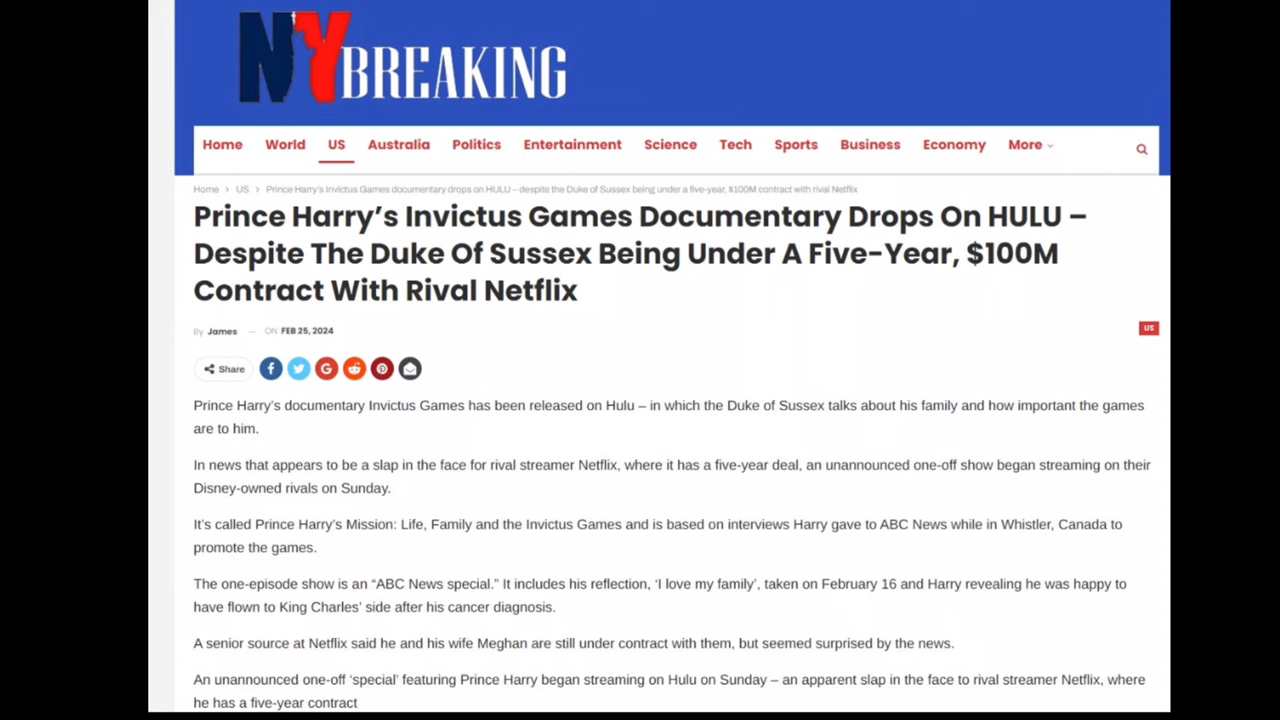 NY BREAKING
Home World US Australia Politics Entertainment Science Tech Sports Business Economy More
Home > US > Prince Harry's Invictus Games documentary drops on HULU – despite the Duke of Sussex being under a five-year, $100M contract with rival Netflix
Prince Harry's Invictus Games Documentary Drops On HULU –
Despite The Duke Of Sussex Being Under A Five-Year, $100M
Contract With Rival Netflix
By James — ON FEB 25, 2024
US
Share
Prince Harry's documentary Invictus Games has been released on Hulu – in which the Duke of Sussex talks about his family and how important the games
are to him.
In news that appears to be a slap in the face for rival streamer Netflix, where it has a five-year deal, an unannounced one-off show began streaming on their
Disney-owned rivals on Sunday.
It's called Prince Harry's Mission: Life, Family and the Invictus Games and is based on interviews Harry gave to ABC News while in Whistler, Canada to
promote the games.
The one-episode show is an “ABC News special.” It includes his reflection, ‘I love my family’, taken on February 16 and Harry revealing he was happy to
have flown to King Charles’ side after his cancer diagnosis.
A senior source at Netflix said he and his wife Meghan are still under contract with them, but seemed surprised by the news.
An unannounced one-off ‘special’ featuring Prince Harry began streaming on Hulu on Sunday – an apparent slap in the face to rival streamer Netflix, where
he has a five-year contract